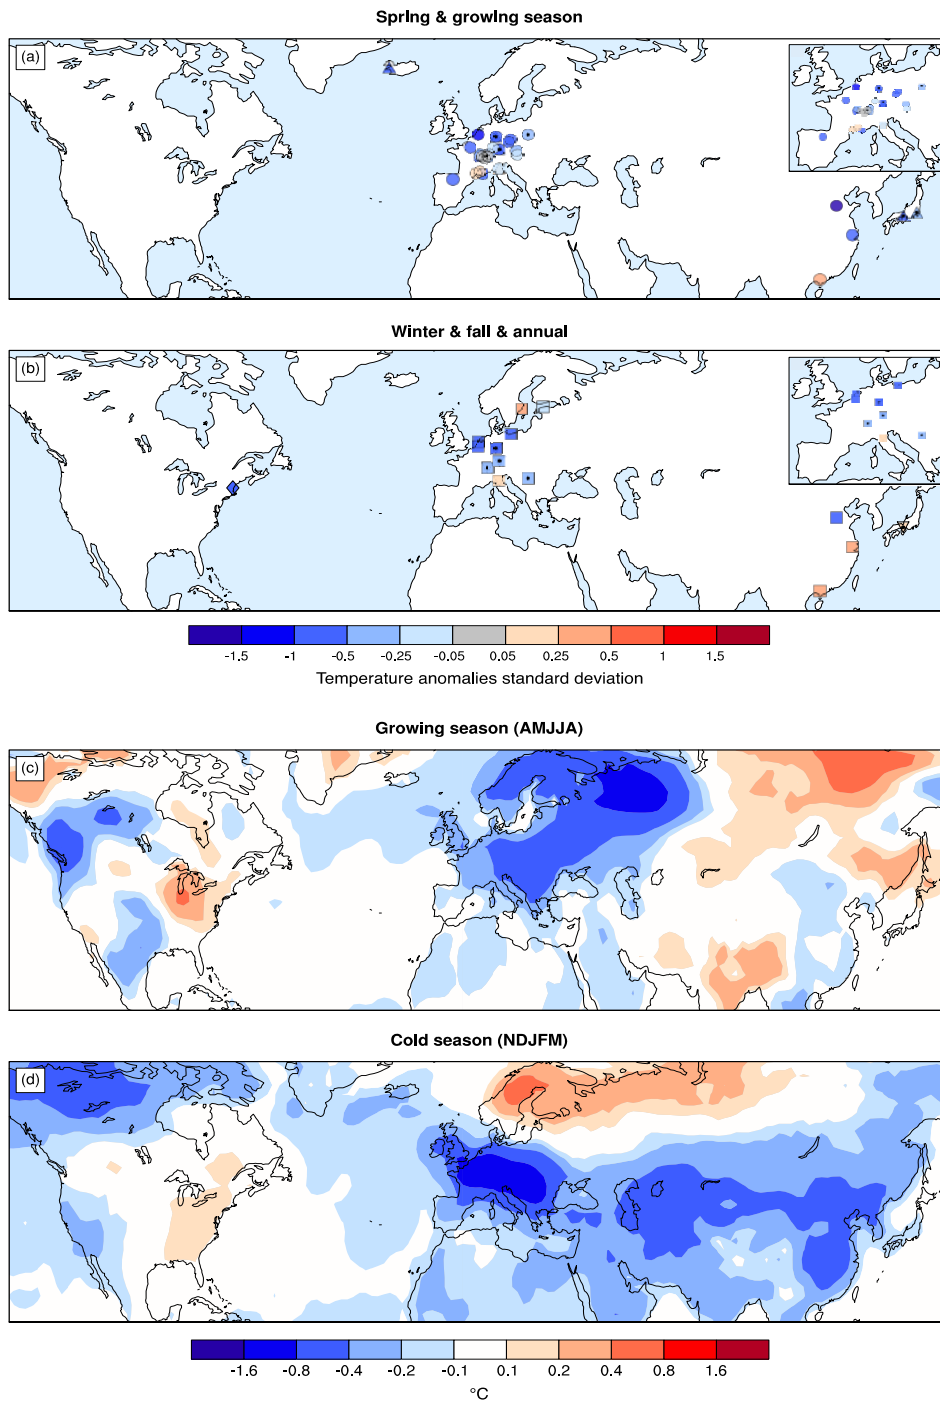 Spring & growing season
(a)
Winter & fall & annual
(b)
-1.5 -1 -0.5 -0.25 -0.05 0.05 0.25 0.5 1 1.5
Temperature anomalies standard deviation
Growing season (AMJJA)
(c)
Cold season (NDJFM)
(d)
-1.6 -0.8 -0.4 -0.2 -0.1 0.1 0.2 0.4 0.8 1.6
°C